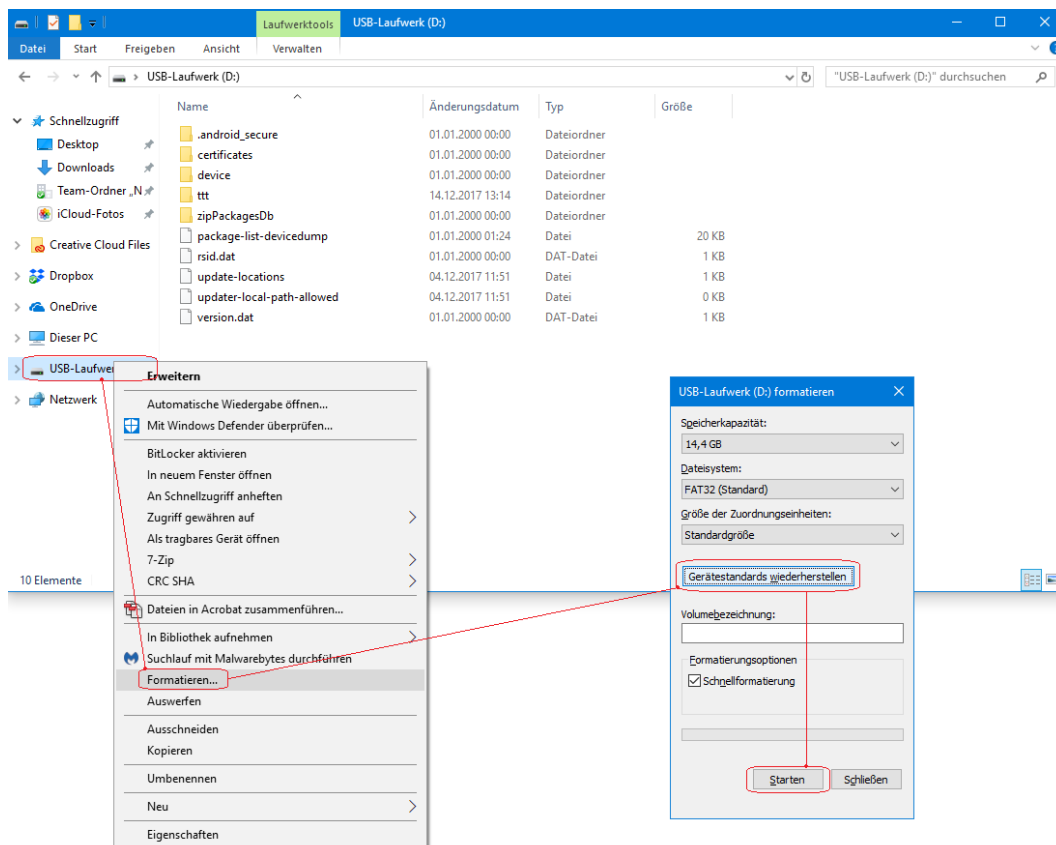 Laufwerktools USB-Laufwerk (D:)
Datei Start Freigeben Ansicht Verwalten
USB-Laufwerk (D:) "USB-Laufwerk (D:)" durchsuchen
Name Änderungsdatum Typ Größe
.android_secure 01.01.2000 00:00 Dateiordner
certificates 01.01.2000 00:00 Dateiordner
device 01.01.2000 00:00 Dateiordner
ttt 14.12.2017 13:14 Dateiordner
zipPackagesDb 01.01.2000 00:00 Dateiordner
package-list-devicedump 01.01.2000 01:24 Datei 20 KB
rsid.dat 01.01.2000 00:00 DAT-Datei 1 KB
update-locations 04.12.2017 11:51 Datei 1 KB
updater-local-path-allowed 04.12.2017 11:51 Datei 0 KB
version.dat 01.01.2000 00:00 DAT-Datei 1 KB
Schnellzugriff
Desktop
Downloads
Team-Ordner „N
iCloud-Fotos
Creative Cloud Files
Dropbox
OneDrive
Dieser PC
USB-Laufwe
Netzwerk
10 Elemente
Erweitern
Automatische Wiedergabe öffnen...
Mit Windows Defender überprüfen...
BitLocker aktivieren
In neuem Fenster öffnen
An Schnellzugriff anheften
Zugriff gewähren auf
Als tragbares Gerät öffnen
7-Zip
CRC SHA
Dateien in Acrobat zusammenführen...
In Bibliothek aufnehmen
Suchlauf mit Malwarebytes durchführen
Formatieren...
Auswerfen
Ausschneiden
Kopieren
Umbenennen
Neu
Eigenschaften
USB-Laufwerk (D:) formatieren
Speicherkapazität:
14,4 GB
Dateisystem:
FAT32 (Standard)
Größe der Zuordnungseinheiten:
Standardgröße
Gerätestandards wiederherstellen
Volumebezeichnung:
Formatierungsoptionen
Schnellformatierung
Starten Schließen